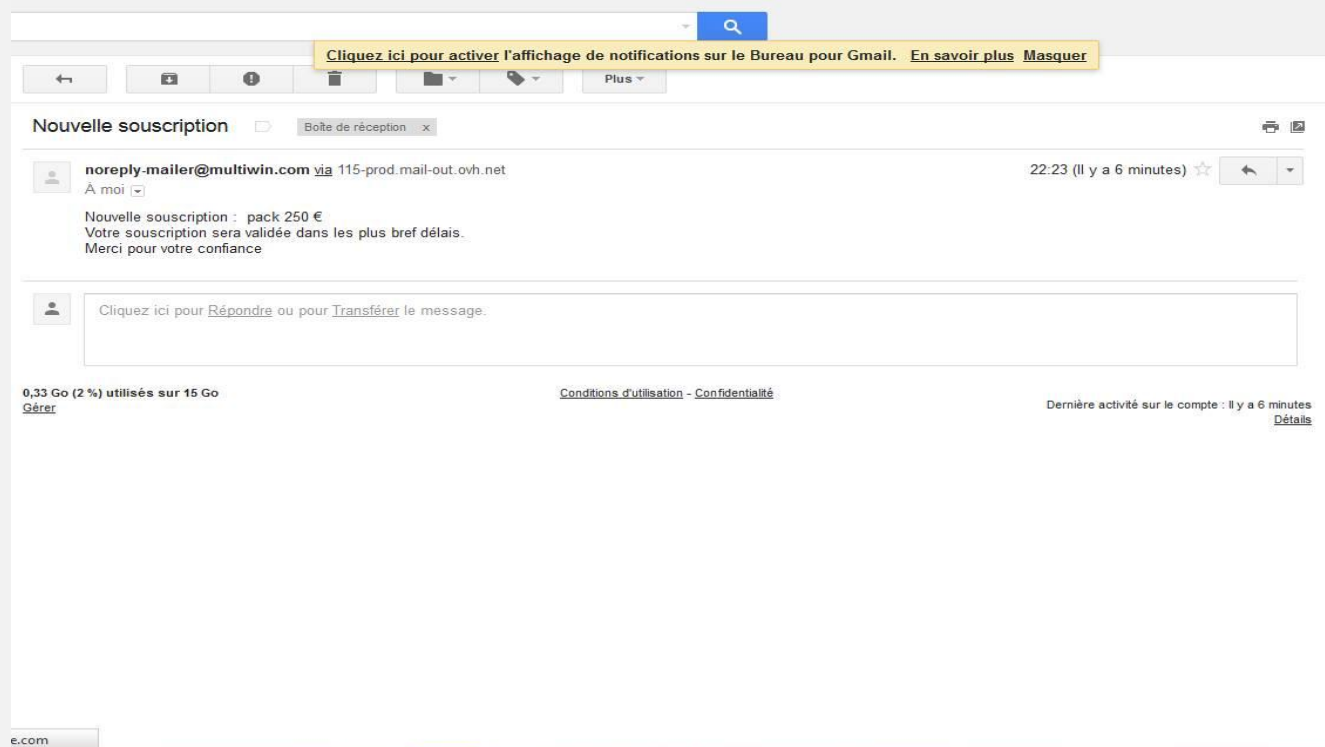 Cliquez ici pour activer l'affichage de notifications sur le Bureau pour Gmail. En savoir plus Masquer
Plus
Nouvelle souscription Boîte de réception x
noreply-mailer@multiwin.com via 115-prod.mail-out.ovh.net 22:23 (Il y a 6 minutes)
À moi
Nouvelle souscription : pack 250 €
Votre souscription sera validée dans les plus bref délais.
Merci pour votre confiance
Cliquez ici pour Répondre ou pour Transférer le message.
0,33 Go (2 %) utilisés sur 15 Go
Gérer
Conditions d'utilisation - Confidentialité
Dernière activité sur le compte : Il y a 6 minutes
Détails
e.com